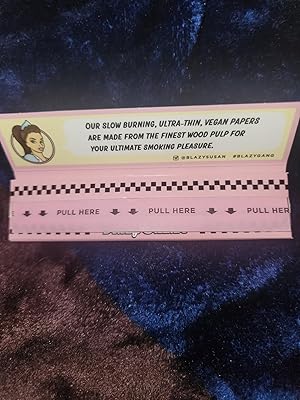 OUR SLOW BURNING, ULTRA-THIN, VEGAN PAPERS
ARE MADE FROM THE FINEST WOOD PULP FOR
YOUR ULTIMATE SMOKING PLEASURE.
@BLAZYSUSAN #BLAZYGANG
PULL HERE PULL HERE PULL HER